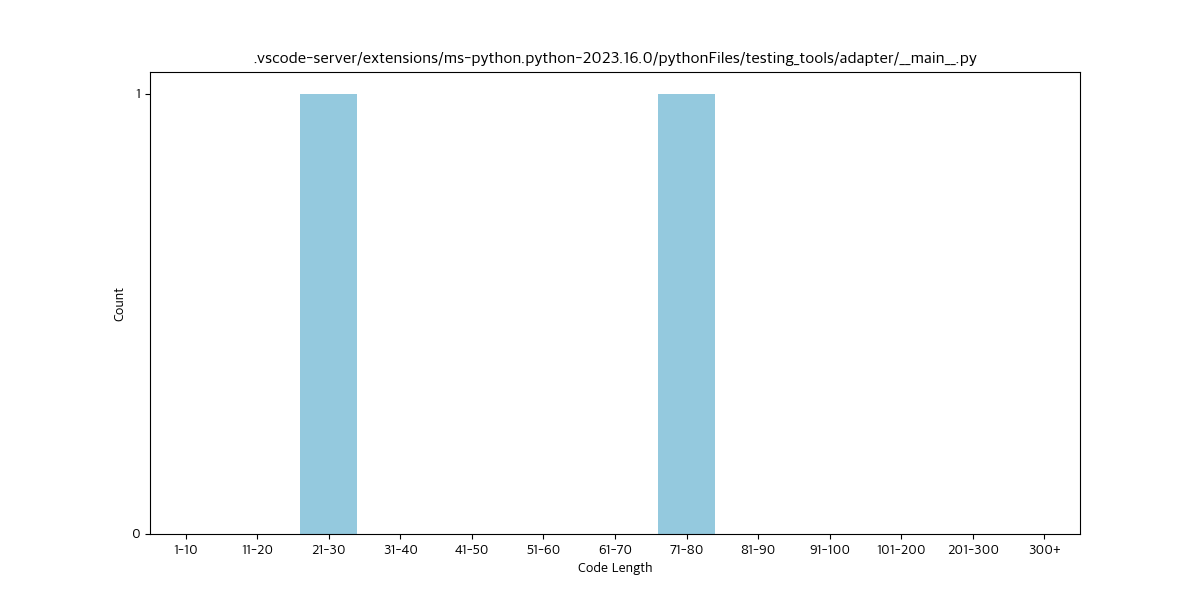 .vscode-server/extensions/ms-python.python-2023.16.0/pythonFiles/testing_tools/adapter/__main__.py
1
Count
0
1-10 11-20 21-30 31-40 41-50 51-60 61-70 71-80 81-90 91-100 101-200 201-300 300+
Code Length